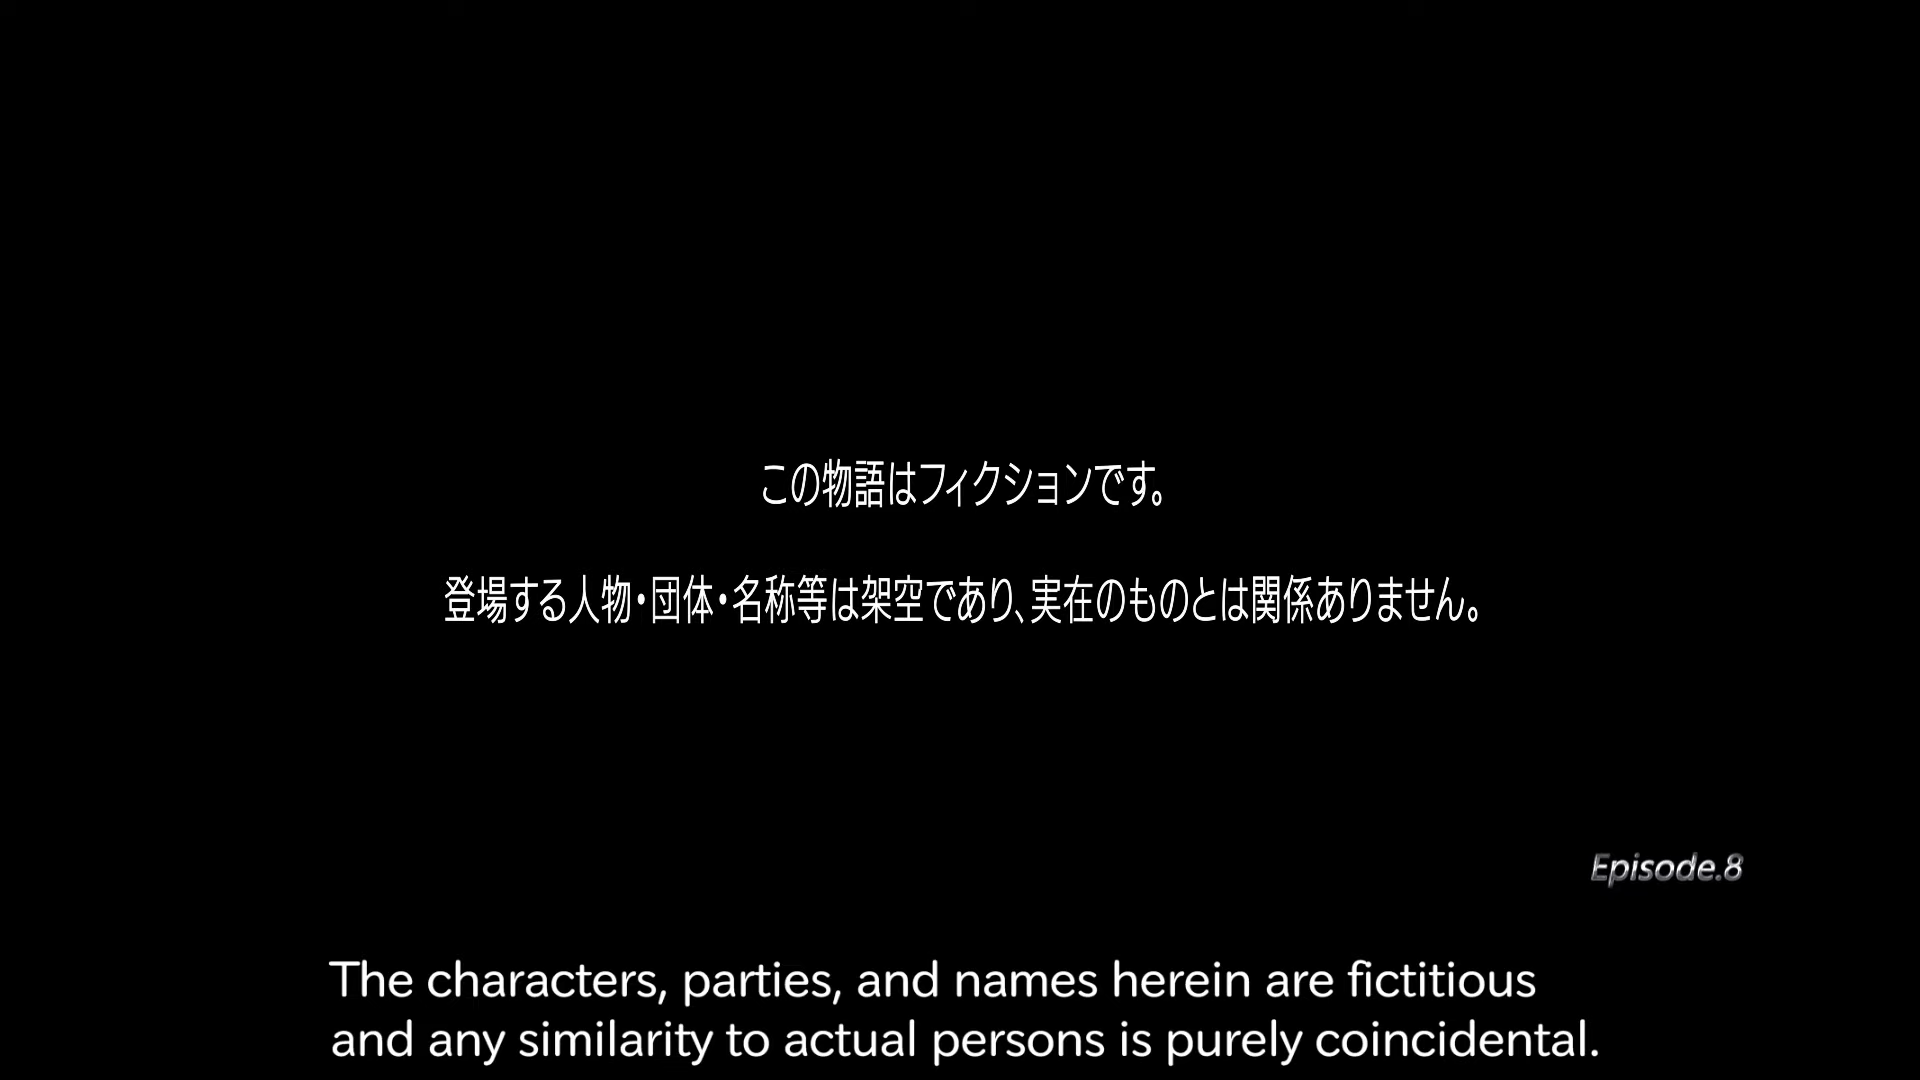 この物語はフィクションです。
登場する人物・団体・名称等は架空であり、実在のものとは関係ありません。
Episode.8
The characters, parties, and names herein are fictitious
and any similarity to actual persons is purely coincidental.